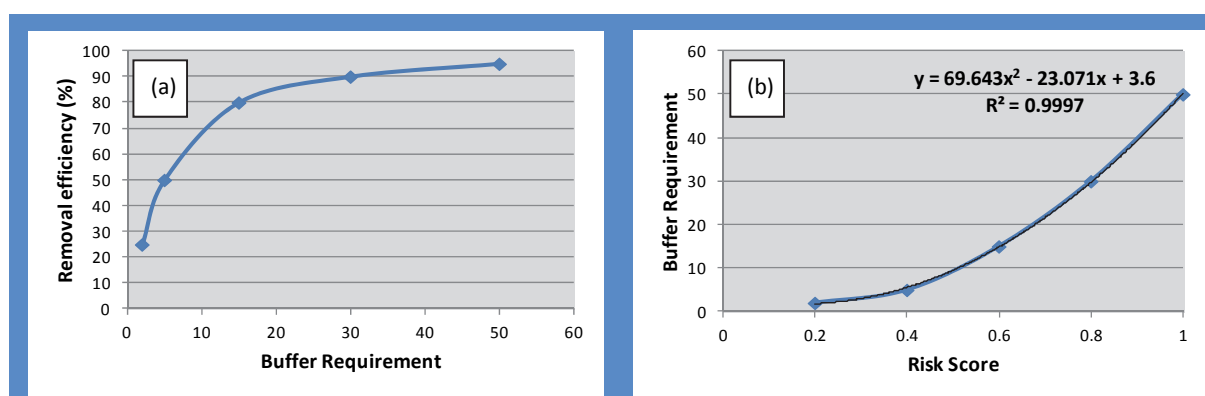 100
90
80
70
60
50
40
30
20
10
0
(a)
Removal efficiency (%)
0 10 20 30 40 50 60
Buffer Requirement
60
50
40
30
20
10
0
(b)
y = 69.643x² - 23.071x + 3.6
R² = 0.9997
Buffer Requirement
0 0.2 0.4 0.6 0.8 1
Risk Score